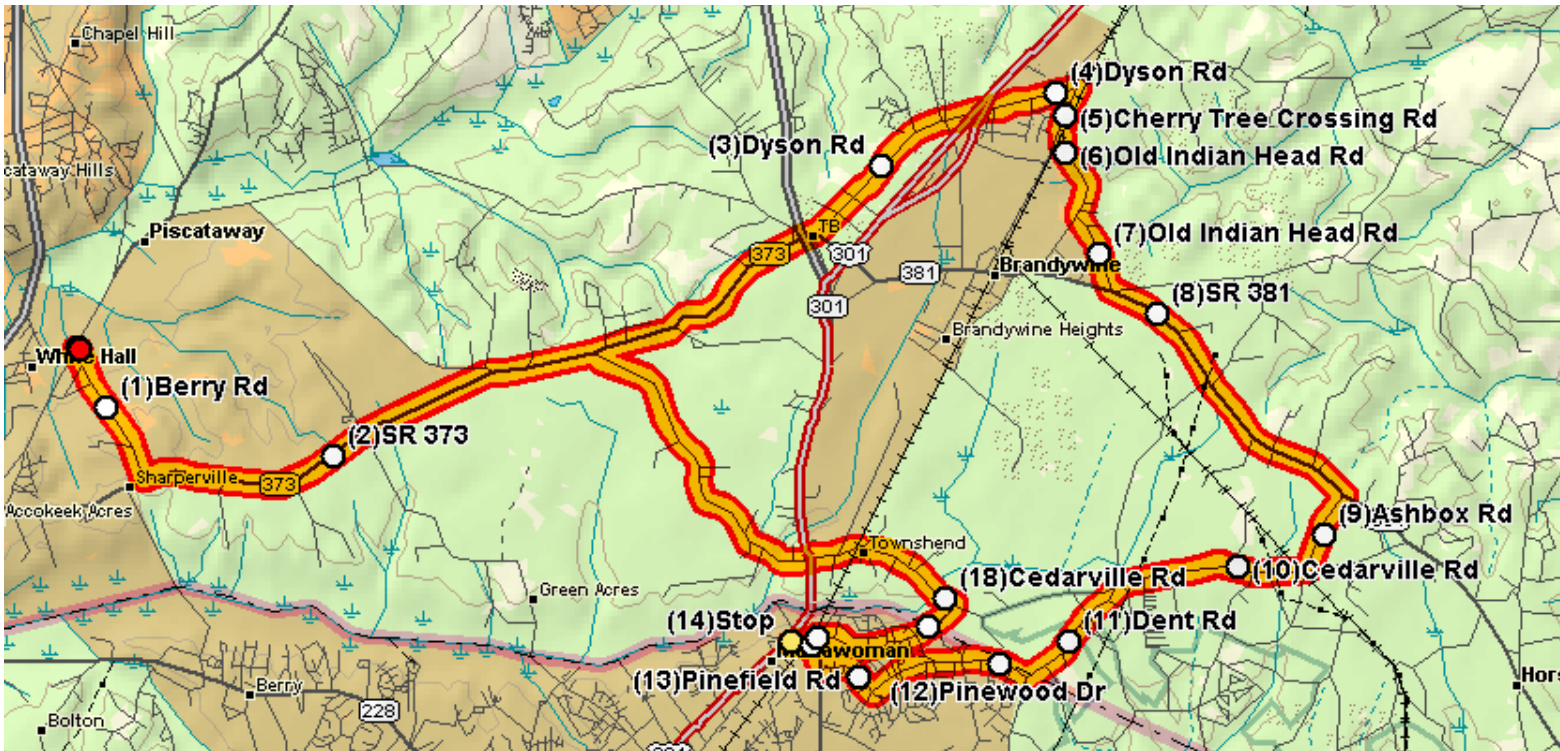 Chapel Hill
cataway Hills
Piscataway
White Hall
(1)Berry Rd
(2)SR 373
Sharperville
373
Accokeek Acres
(3)Dyson Rd
(4)Dyson Rd
(5)Cherry Tree Crossing Rd
(6)Old Indian Head Rd
(7)Old Indian Head Rd
TB
373
301
381
Brandywine
301
(8)SR 381
Brandywine Heights
(9)Ashbox Rd
Townshend
(10)Cedarville Rd
(18)Cedarville Rd
Green Acres
(14)Stop
(11)Dent Rd
(13)Pinefield Rd
(12)Pinewood Dr
Berry
228
Bolton
Hors